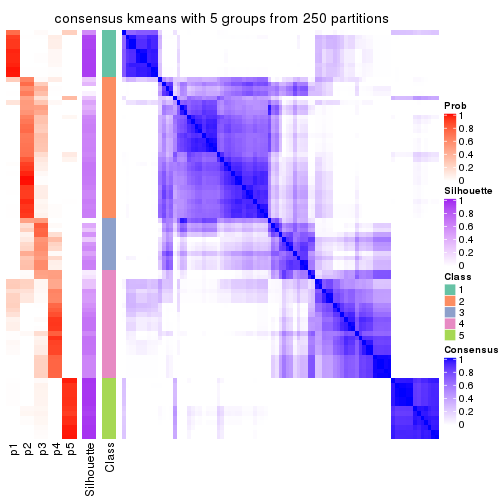 consensus kmeans with 5 groups from 250 partitions
Prob
1
0.8
0.6
0.4
0.2
0
Silhouette
1
0.8
0.6
0.4
0.2
0
Class
1
2
3
4
5
Consensus
1
0.8
0.6
0.4
0.2
0
p1
p2
p3
p4
p5
Silhouette
Class